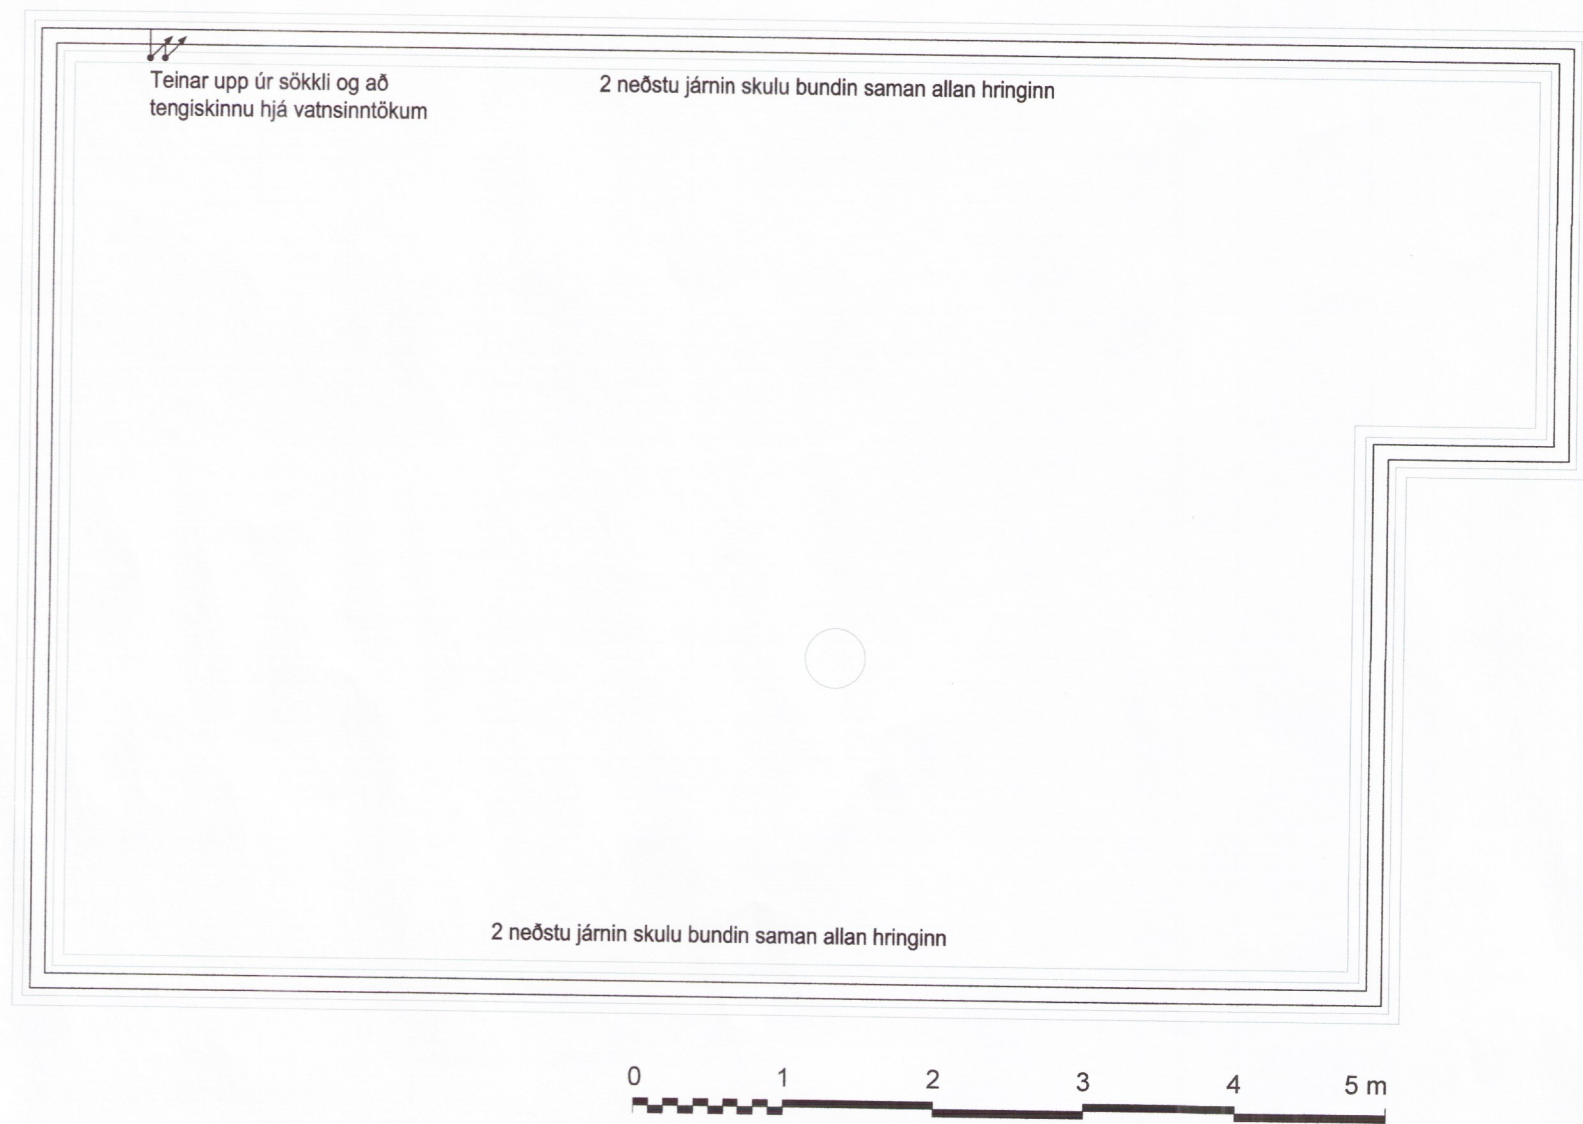 Teinar upp úr sökkli og að
tengiskinnu hjá vatnsinntökum
2 neðstu járnin skulu bundin saman allan hringinn
2 neðstu járnin skulu bundin saman allan hringinn
0 1 2 3 4 5 m